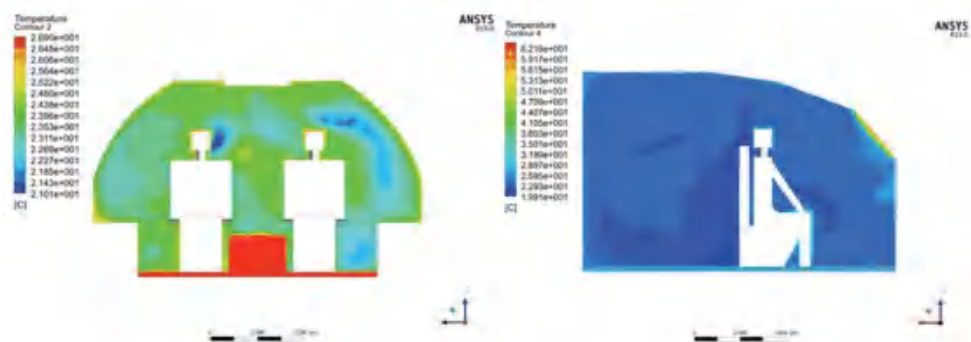 Temperature
Contour 2
2.690e+001
2.648e+001
2.606e+001
2.564e+001
2.522e+001
2.480e+001
2.438e+001
2.396e+001
2.353e+001
2.311e+001
2.269e+001
2.227e+001
2.185e+001
2.143e+001
2.101e+001
[C]
ANSYS
Temperature
Contour 4
6.219e+001
5.917e+001
5.615e+001
5.313e+001
5.011e+001
4.709e+001
4.407e+001
4.105e+001
3.803e+001
3.501e+001
3.199e+001
2.897e+001
2.595e+001
2.293e+001
1.991e+001
[C]
ANSYS